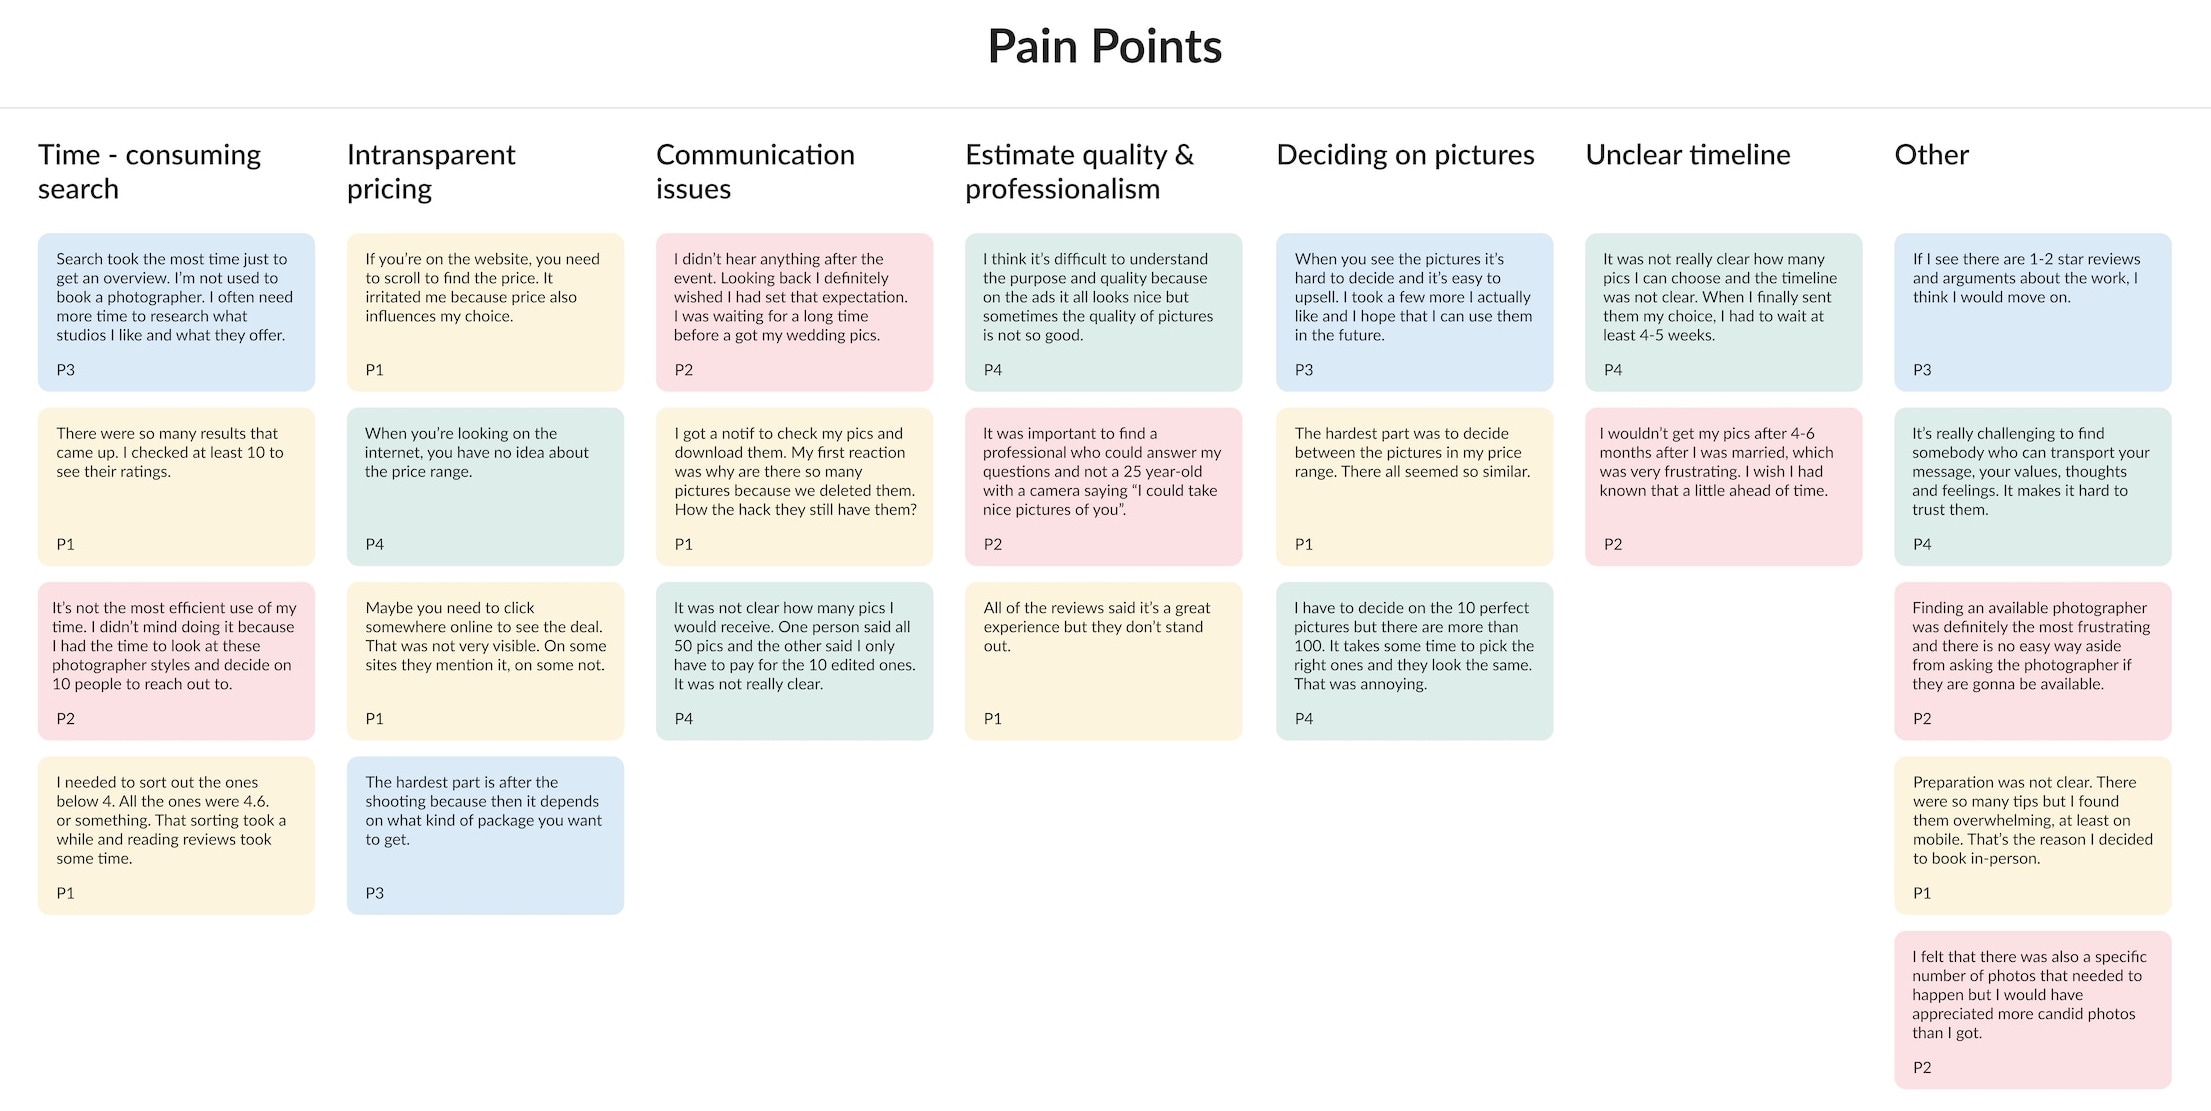 Pain Points
Time - consuming
search
Search took the most time just to
get an overview. I'm not used to
book a photographer. I often need
more time to research what
studios I like and what they offer.
P3
There were so many results that
came up. I checked at least 10 to
see their ratings.
P1
It's not the most efficient use of my
time. I didn't mind doing it because
I had the time to look at these
photographer styles and decide on
10 people to reach out to.
P2
I needed to sort out the ones
below 4. All the ones were 4.6.
or something. That sorting took a
while and reading reviews took
some time.
P1
Intransparent
pricing
If you're on the website, you need
to scroll to find the price. It
irritated me because price also
influences my choice.
P1
When you're looking on the
internet, you have no idea about
the price range.
P4
Maybe you need to click
somewhere online to see the deal.
That was not very visible. On some
sites they mention it, on some not.
P1
The hardest part is after the
shooting because then it depends
on what kind of package you want
to get.
P3
Communication
issues
I didn't hear anything after the
event. Looking back I definitely
wished I had set that expectation.
I was waiting for a long time
before a got my wedding pics.
P2
I got a notif to check my pics and
download them. My first reaction
was why are there so many
pictures because we deleted them.
How the hack they still have them?
P1
It was not clear how many pics I
would receive. One person said all
50 pics and the other said I only
have to pay for the 10 edited ones.
It was not really clear.
P4
Estimate quality &
professionalism
I think it's difficult to understand
the purpose and quality because
on the ads it all looks nice but
sometimes the quality of pictures
is not so good.
P4
It was important to find a
professional who could answer my
questions and not a 25 year-old
with a camera saying “I could take
nice pictures of you”.
P2
All of the reviews said it's a great
experience but they don't stand
out.
P1
Deciding on pictures
When you see the pictures it's
hard to decide and it's easy to
upsell. I took a few more I actually
like and I hope that I can use them
in the future.
P3
The hardest part was to decide
between the pictures in my price
range. There all seemed so similar.
P1
I have to decide on the 10 perfect
pictures but there are more than
100. It takes some time to pick the
right ones and they look the same.
That was annoying.
P4
Unclear timeline
It was not really clear how many
pics I can choose and the timeline
was not clear. When I finally sent
them my choice, I had to wait at
least 4-5 weeks.
P4
I wouldn't get my pics after 4-6
months after I was married, which
was very frustrating. I wish I had
known that a little ahead of time.
P2
Other
If I see there are 1-2 star reviews
and arguments about the work, I
think I would move on.
P3
It's really challenging to find
somebody who can transport your
message, your values, thoughts
and feelings. It makes it hard to
trust them.
P4
Finding an available photographer
was definitely the most frustrating
and there is no easy way aside
from asking the photographer if
they are gonna be available.
P2
Preparation was not clear. There
were so many tips but I found
them overwhelming, at least on
mobile. That's the reason I decided
to book in-person.
P1
I felt that there was also a specific
number of photos that needed to
happen but I would have
appreciated more candid photos
than I got.
P2